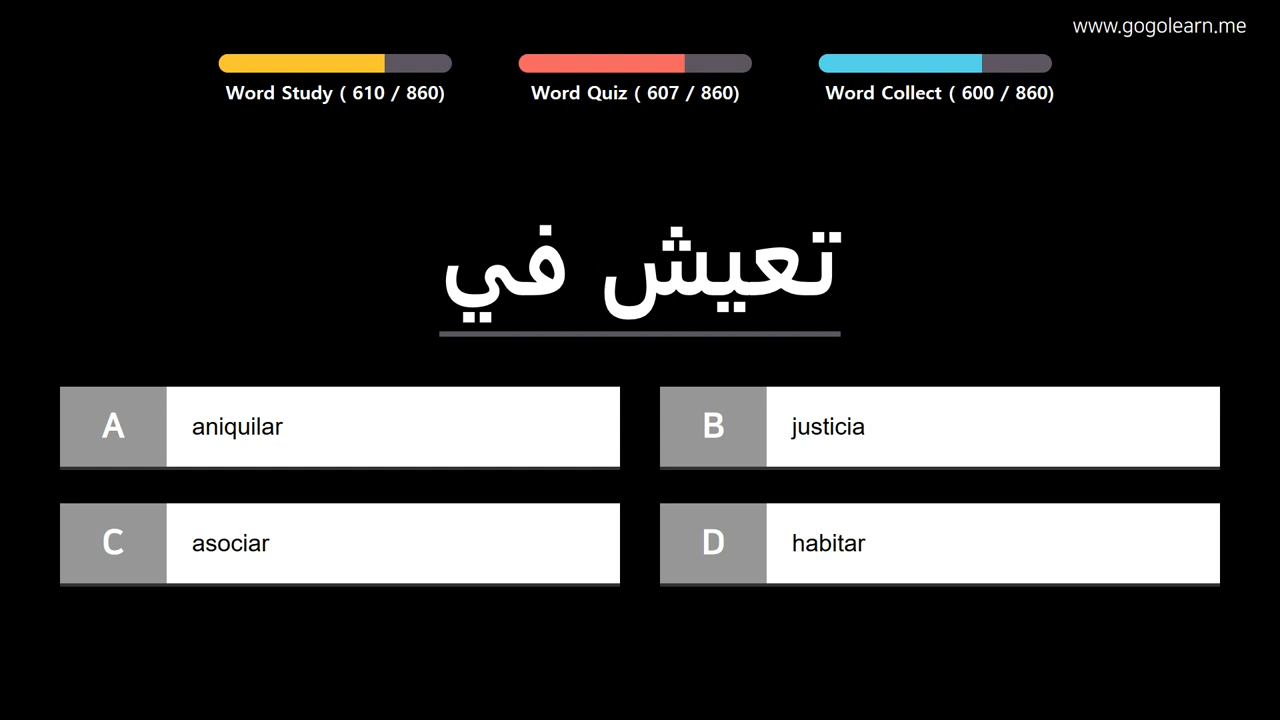 www.gogolearn.me
Word Study ( 610 / 860)
Word Quiz ( 607 / 860)
Word Collect ( 600 / 860)
تعيش في
A aniquilar
B justicia
C asociar
D habitar